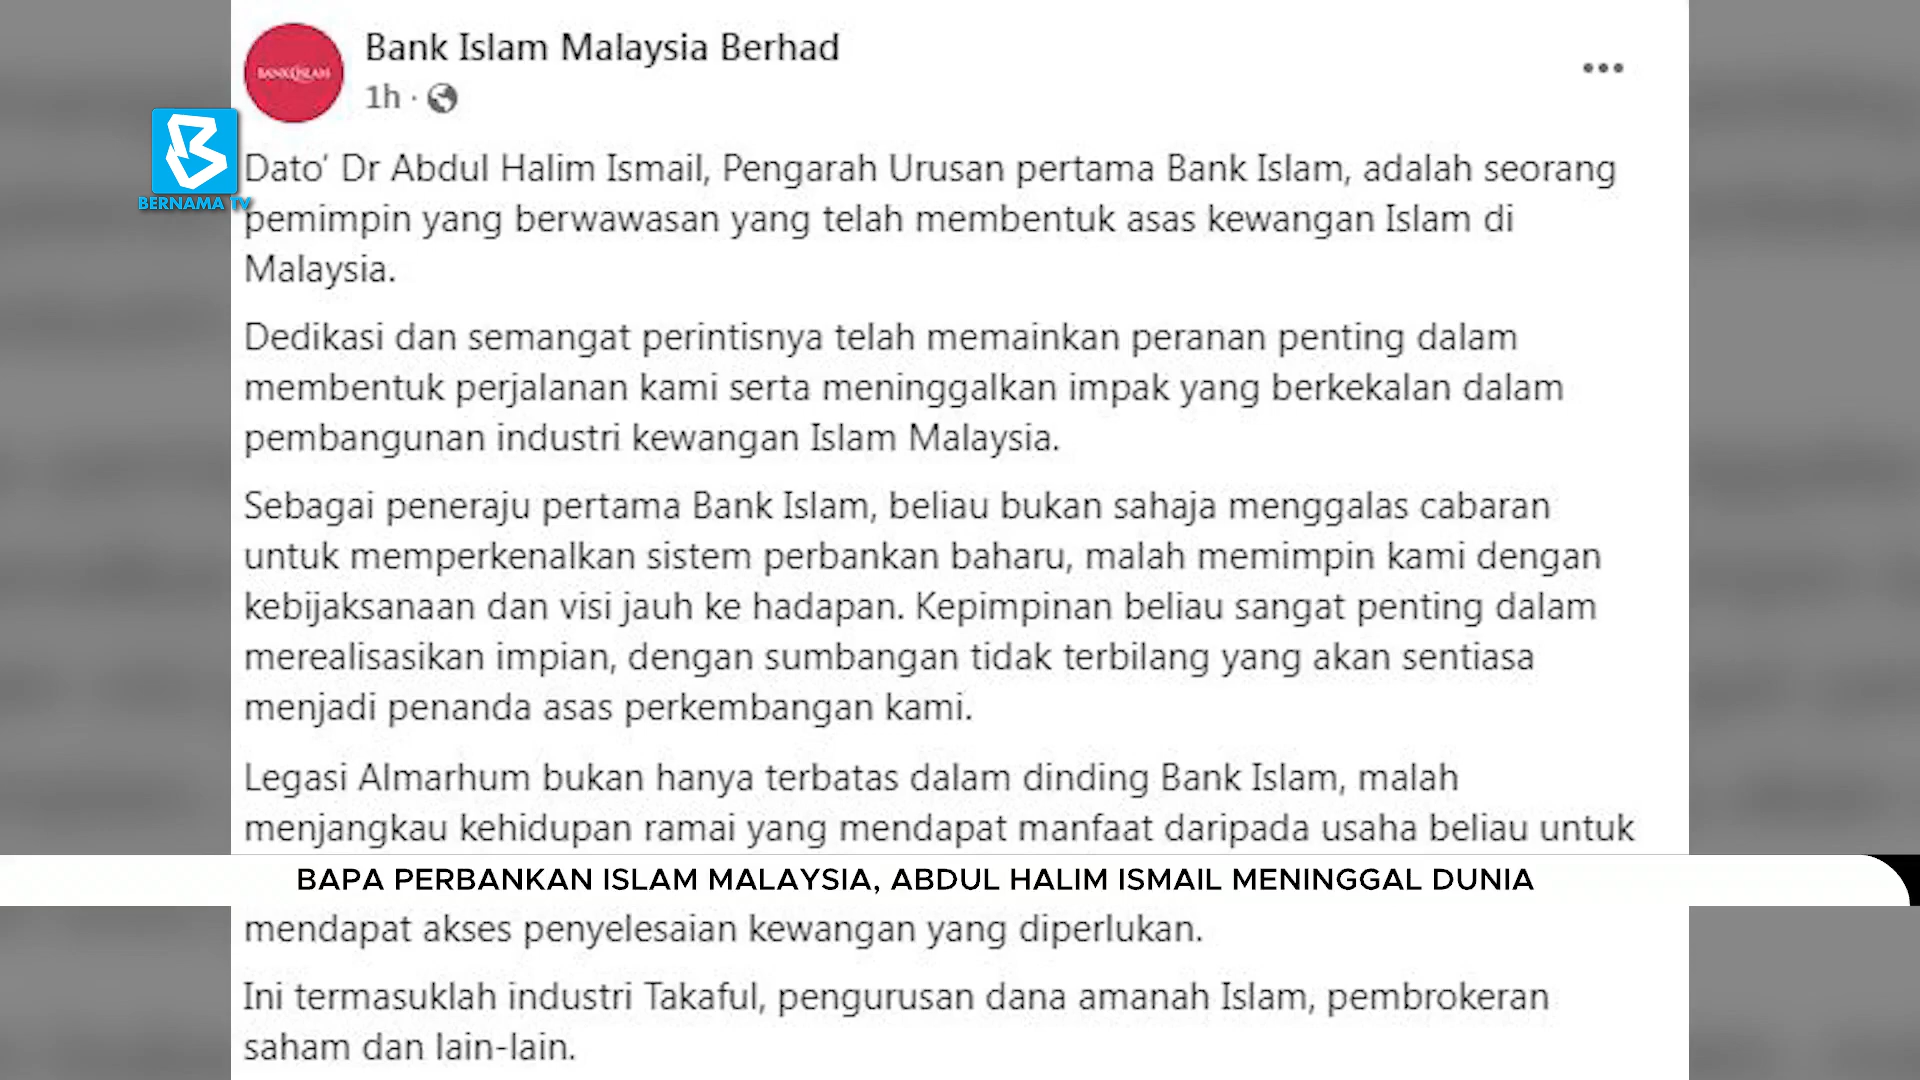 Bank Islam Malaysia Berhad
BANK ISLAM
1h ·
BERNAMA TV
Dato' Dr Abdul Halim Ismail, Pengarah Urusan pertama Bank Islam, adalah seorang
pemimpin yang berwawasan yang telah membentuk asas kewangan Islam di
Malaysia.
Dedikasi dan semangat perintisnya telah memainkan peranan penting dalam
membentuk perjalanan kami serta meninggalkan impak yang berkekalan dalam
pembangunan industri kewangan Islam Malaysia.
Sebagai peneraju pertama Bank Islam, beliau bukan sahaja menggalas cabaran
untuk memperkenalkan sistem perbankan baharu, malah memimpin kami dengan
kebijaksanaan dan visi jauh ke hadapan. Kepimpinan beliau sangat penting dalam
merealisasikan impian, dengan sumbangan tidak terbilang yang akan sentiasa
menjadi penanda asas perkembangan kami.
Legasi Almarhum bukan hanya terbatas dalam dinding Bank Islam, malah
menjangkau kehidupan ramai yang mendapat manfaat daripada usaha beliau untuk
BAPA PERBANKAN ISLAM MALAYSIA, ABDUL HALIM ISMAIL MENINGGAL DUNIA
mendapat akses penyelesaian kewangan yang diperlukan.
Ini termasuklah industri Takaful, pengurusan dana amanah Islam, pembrokeran
saham dan lain-lain.